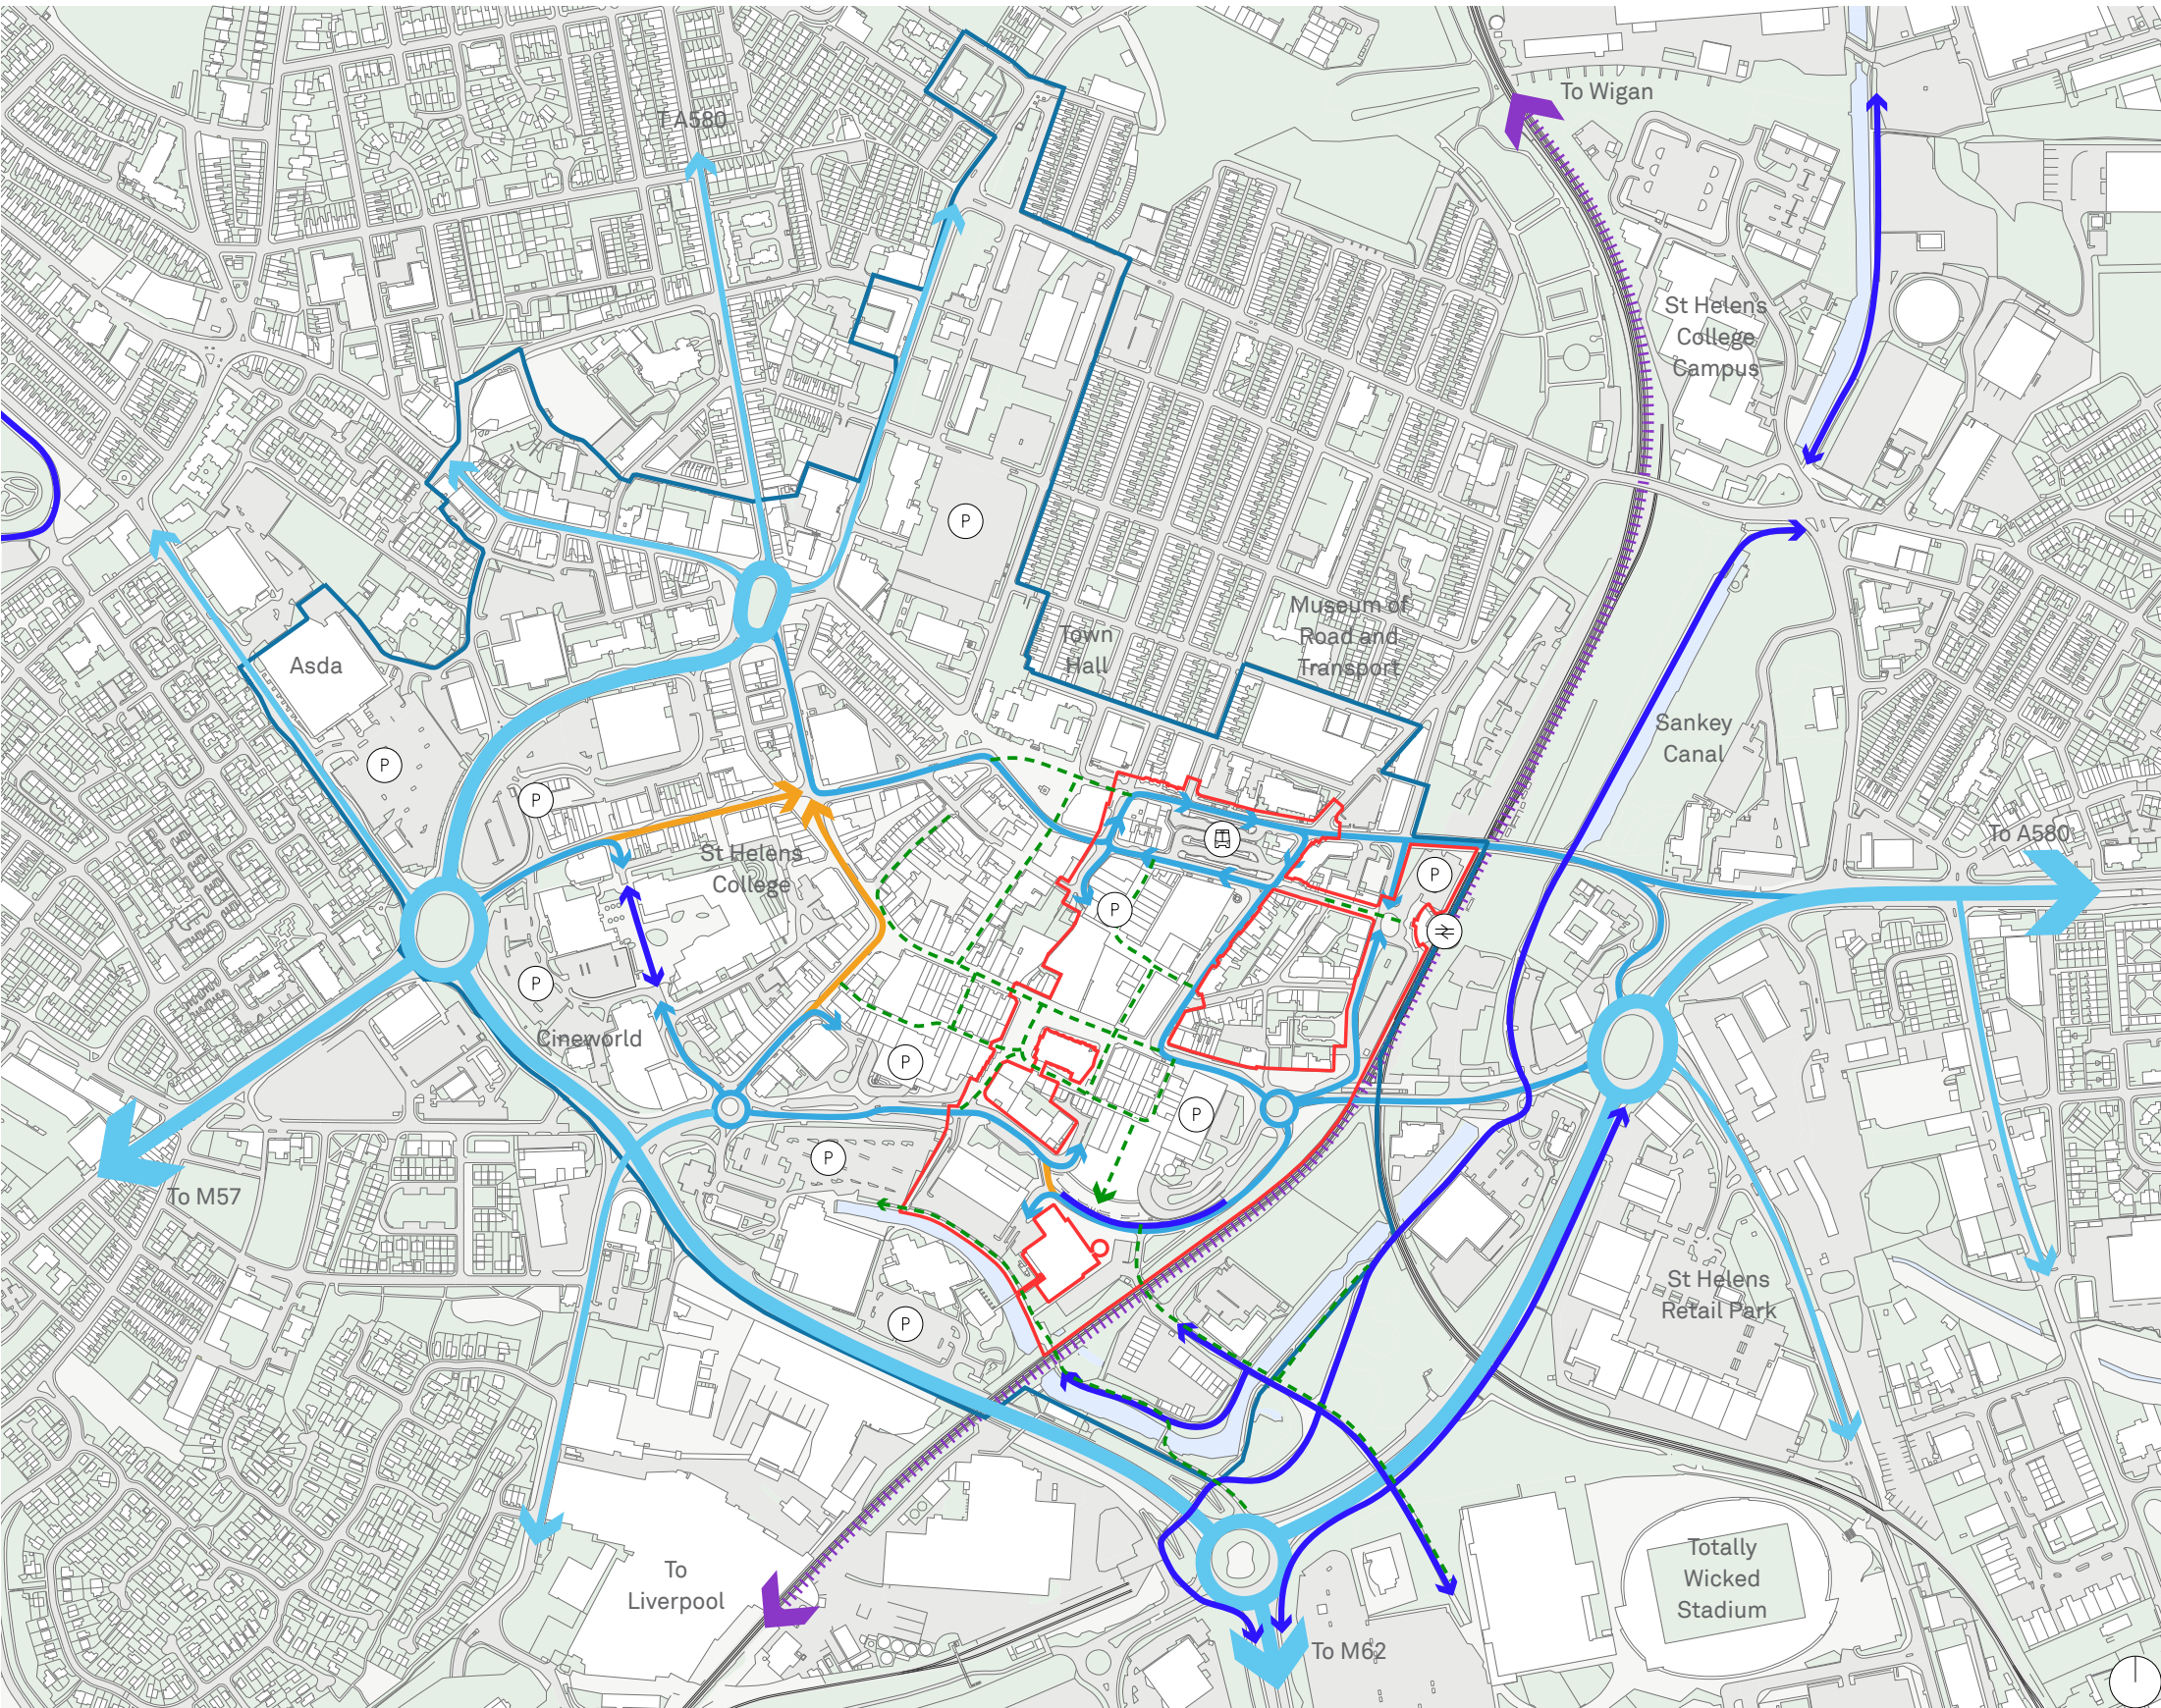 To Wigan
T A580
St Helens
College
Campus
P
Museum of
Road and
Transport
Town
Hall
Asda
Sankey
Canal
P
P
To A580
St Helens
College
P
P
P
Cineworld
P
P
P
To M57
St Helens
Retail Park
P
Totally
Wicked
Stadium
To
Liverpool
To M62